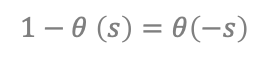 1 − θ (s) = θ(−s)